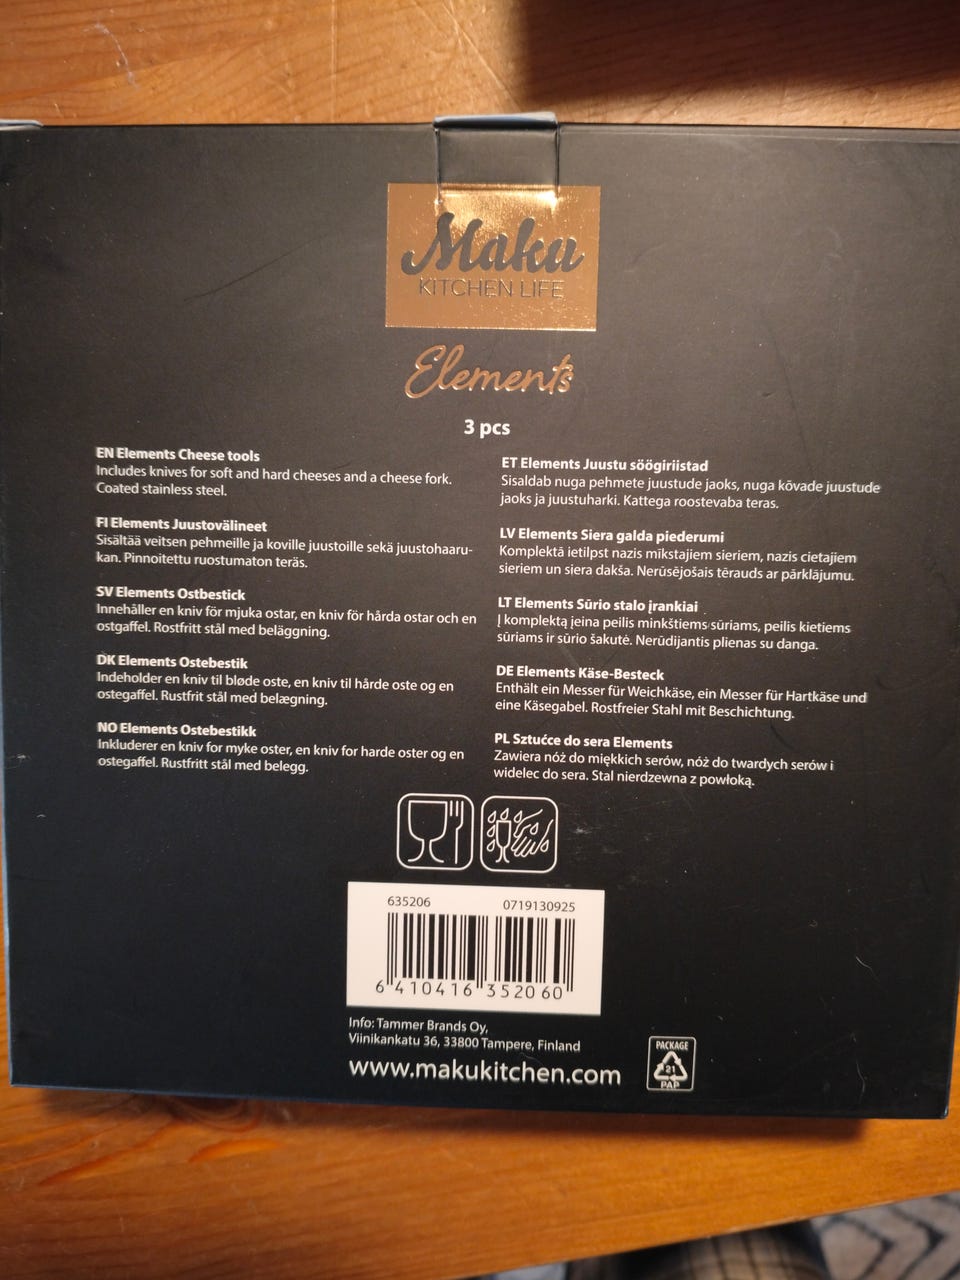 Maku
KITCHEN LIFE
Elements
3 pcs
EN Elements Cheese tools
Includes knives for soft and hard cheeses and a cheese fork.
Coated stainless steel.
FI Elements Juustovälineet
Sisältää veitsen pehmeille ja koville juustoille sekä juustohaaru-
kan. Pinnoitettu ruostumaton teräs.
SV Elements Ostbestick
Innehåller en kniv för mjuka ostar, en kniv för hårda ostar och en
ostgaffel. Rostfritt stål med beläggning.
DK Elements Ostebestik
Indeholder en kniv til bløde oste, en kniv til hårde oste og en
ostegaffel. Rustfrit stål med belægning.
NO Elements Ostebestikk
Inkluderer en kniv for myke oster, en kniv for harde oster og en
ostegaffel. Rustfritt stål med belegg.
ET Elements Juustu söögiriistad
Sisaldab nuga pehmete juustude jaoks, nuga kõvade juustude
jaoks ja juustuharki. Kattega roostevaba teras.
LV Elements Siera galda piederumi
Komplektā ietilpst nazis mīkstajiem sieriem, nazis cietajiem
sieriem un siera dakša. Nerūsējošais tērauds ar pārklājumu.
LT Elements Sūrio stalo įrankiai
Į komplektą įeina peilis minkštiems sūriams, peilis kietiems
sūriams ir sūrio šakutė. Nerūdijantis plienas su danga.
DE Elements Käse-Besteck
Enthält ein Messer für Weichkäse, ein Messer für Hartkäse und
eine Käsegabel. Rostfreier Stahl mit Beschichtung.
PL Sztućce do sera Elements
Zawiera nóż do miękkich serów, nóż do twardych serów i
widelec do sera. Stal nierdzewna z powłoką.
635206 0719130925
6 410416 352060
Info: Tammer Brands Oy,
Viinikankatu 36, 33800 Tampere, Finland
www.makukitchen.com
PACKAGE
21
PAP